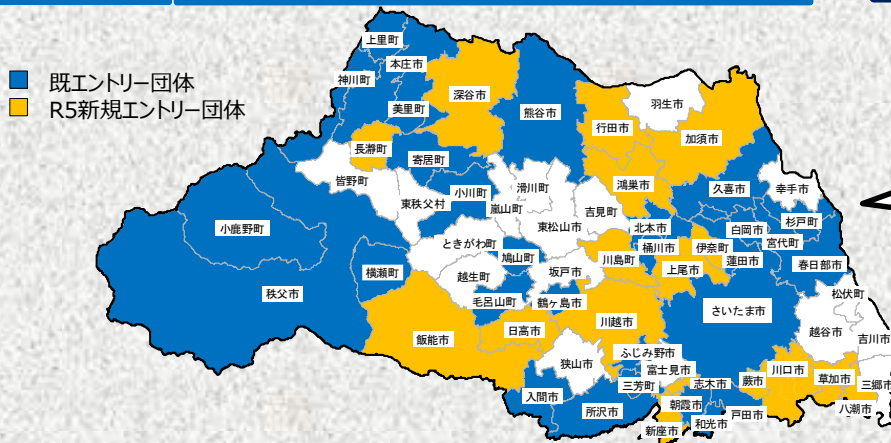 既エントリー団体
R5新規エントリー団体
上里町
本庄市
神川町
美里町
深谷市
熊谷市
羽生市
行田市
加須市
長瀞町
寄居町
皆野町
東秩父村
小川町
滑川町
嵐山町
吉見町
鴻巣市
久喜市
幸手市
小鹿野町
東松山市
北本市
白岡市
杉戸町
ときがわ町
鳩山町
桶川市
伊奈町
宮代町
横瀬町
越生町
坂戸市
川島町
上尾市
蓮田市
春日部市
秩父市
毛呂山町
鶴ヶ島市
松伏町
さいたま市
飯能市
日高市
川越市
越谷市
吉川市
狭山市
ふじみ野市
富士見市
三芳町
志木市
蕨市
川口市
草加市
三郷市
入間市
所沢市
朝霞市
戸田市
八潮市
新座市
和光市